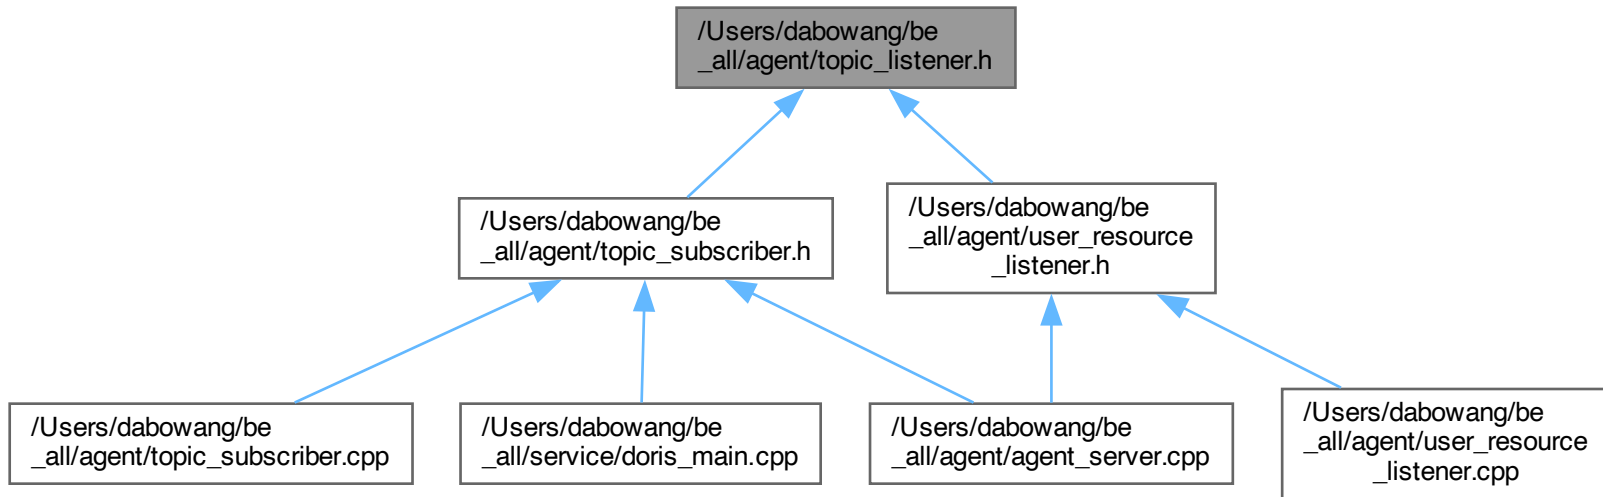 /Users/dabowang/be
_all/agent/topic_listener.h
/Users/dabowang/be
_all/agent/topic_subscriber.h
/Users/dabowang/be
_all/agent/user_resource
_listener.h
/Users/dabowang/be
_all/agent/topic_subscriber.cpp
/Users/dabowang/be
_all/service/doris_main.cpp
/Users/dabowang/be
_all/agent/agent_server.cpp
/Users/dabowang/be
_all/agent/user_resource
_listener.cpp